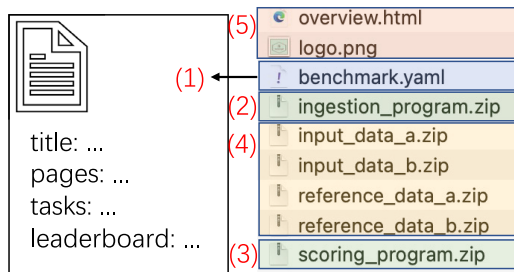 title: ...
pages: ...
tasks: ...
leaderboard: ...
(5)
overview.html
logo.png
(1)
benchmark.yaml
(2)
ingestion_program.zip
(4)
input_data_a.zip
input_data_b.zip
reference_data_a.zip
reference_data_b.zip
(3)
scoring_program.zip